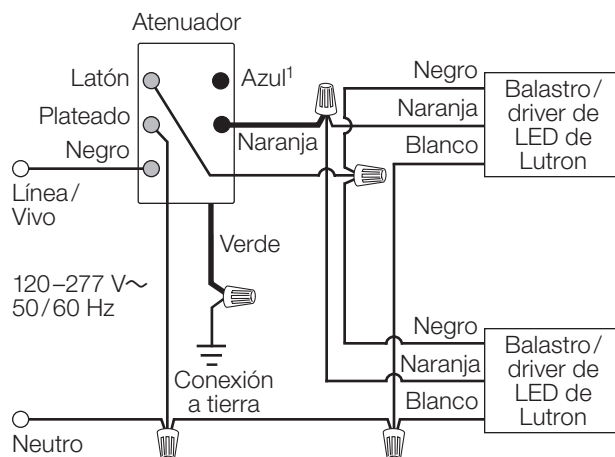 Atenuador
Latón
Azul¹
Plateado
Naranja
Negro
Línea/
Vivo
Verde
120–277 V~
50/60 Hz
Conexión
a tierra
Neutro
Negro
Naranja
Blanco
Balastro/
driver de
LED de
Lutron
Negro
Naranja
Blanco
Balastro/
driver de
LED de
Lutron